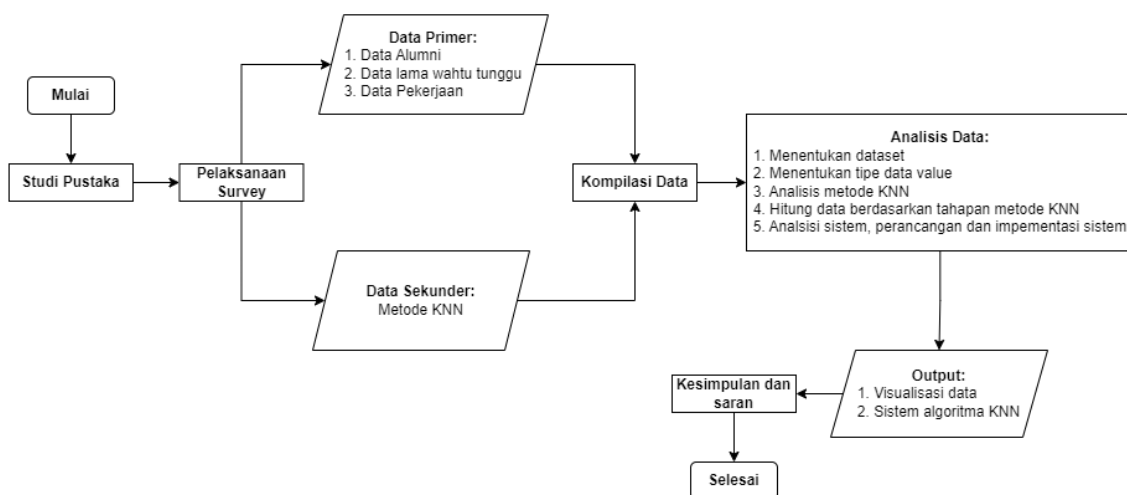 Mulai
Studi Pustaka
Pelaksanaan
Survey
Data Primer:
1. Data Alumni
2. Data lama wahtu tunggu
3. Data Pekerjaan
Data Sekunder:
Metode KNN
Kompilasi Data
Analisis Data:
1. Menentukan dataset
2. Menentukan tipe data value
3. Analisis metode KNN
4. Hitung data berdasarkan tahapan metode KNN
5. Analsisi sistem, perancangan dan impementasi sistem
Output:
1. Visualisasi data
2. Sistem algoritma KNN
Kesimpulan dan
saran
Selesai